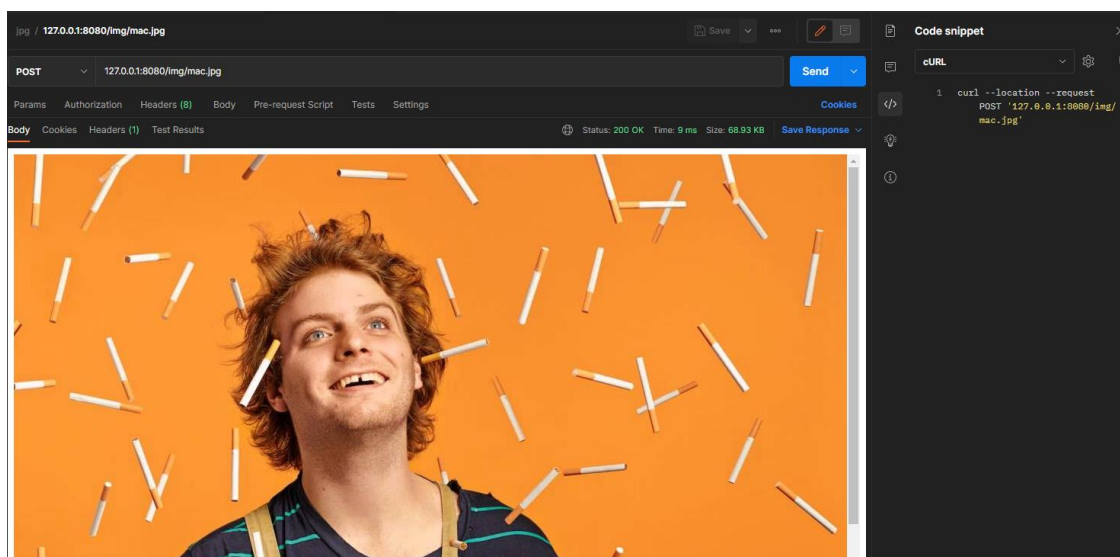 jpg / 127.0.0.1:8080/img/mac.jpg
Save
POST
127.0.0.1:8080/img/mac.jpg
Send
Params Authorization Headers (8) Body Pre-request Script Tests Settings
Cookies
Body Cookies Headers (1) Test Results
Status: 200 OK Time: 9 ms Size: 68.93 KB Save Response
Code snippet
cURL
1 curl --location --request
POST '127.0.0.1:8080/img/
mac.jpg'